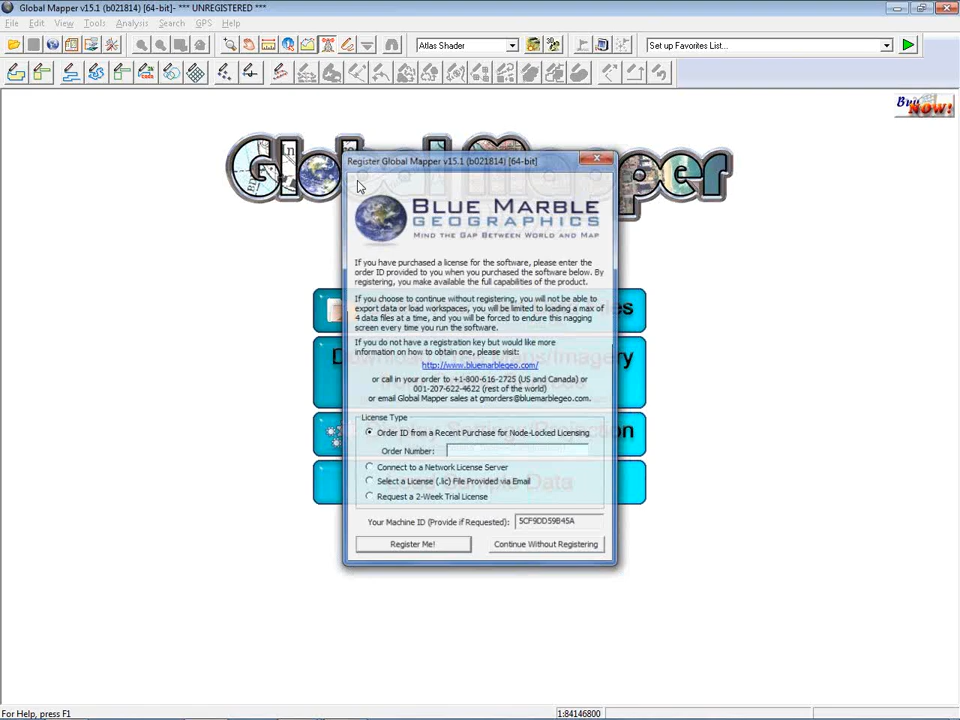 Global Mapper v15.1 (b021814) [64-bit]- *** UNREGISTERED ***
File Edit View Tools Analysis Search GPS Help
Atlas Shader
Set up Favorites List...
Buy NOW!
Global Mapper
Register Global Mapper v15.1 (b021814) [64-bit]
BLUE MARBLE
GEOGRAPHICS
MIND THE GAP BETWEEN WORLD AND MAP
If you have purchased a license for the software, please enter the
order ID provided to you when you purchased the software below. By
registering, you make available the full capabilities of the product.
If you choose to continue without registering, you will not be able to
export data or load workspaces, you will be limited to loading a max of
4 data files at a time, and you will be forced to endure this nagging
screen every time you run the software.
If you do not have a registration key but would like more
information on how to obtain one, please visit:
http://www.bluemarblegeo.com/
or call in your order to +1-800-616-2725 (US and Canada) or
001-207-622-4622 (rest of the world)
or email Global Mapper sales at gmorders@bluemarblegeo.com.
License Type
Order ID from a Recent Purchase for Node-Locked Licensing
Order Number:
Connect to a Network License Server
Select a License (.lic) File Provided via Email
Request a 2-Week Trial License
Your Machine ID (Provide if Requested): 5CF9DD59B45A
Register Me!
Continue Without Registering
For Help, press F1
1:84146800